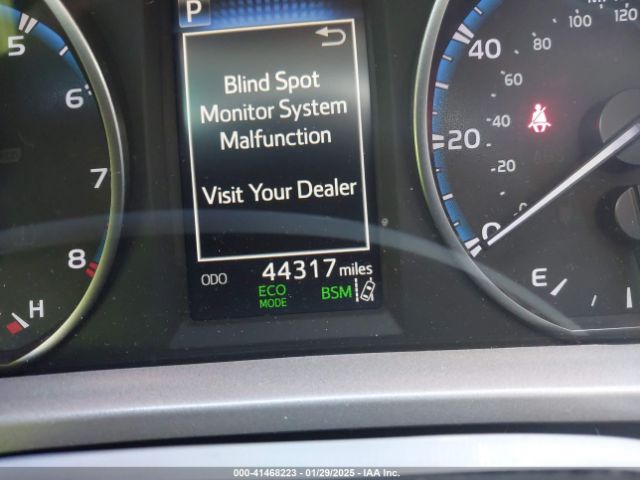 P
Blind Spot
Monitor System
Malfunction
Visit Your Dealer
ODO 44317 miles
ECO
MODE
BSM
5
6
7
8
H
40
20
0
120
100
80
60
40
20
0
E
000-41468223 | 01/29/2025 | IAA Inc.